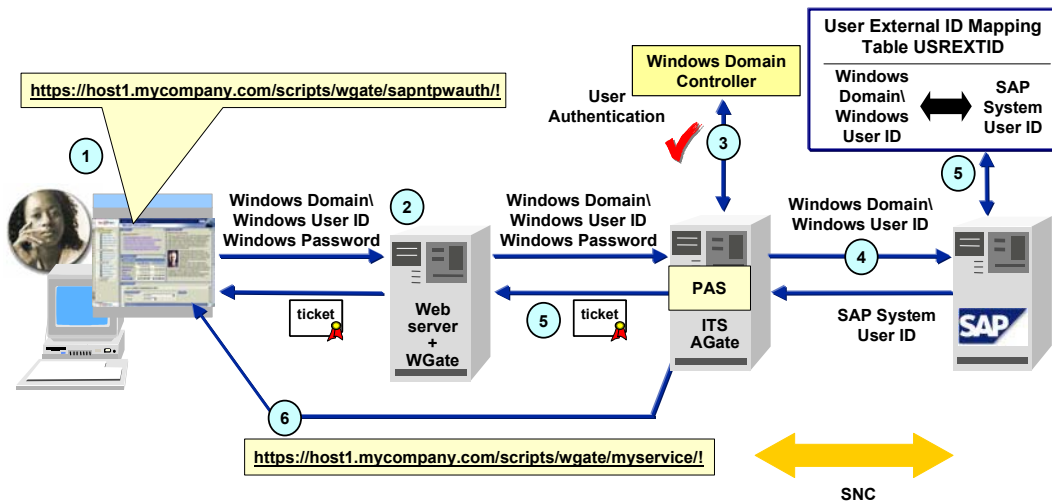 User External ID Mapping
Table USREXTID
Windows
Domain\
Windows
User ID
SAP
System
User ID
Windows Domain
Controller
https://host1.mycompany.com/scripts/wgate/sapntpwauth/!
User
Authentication
1
3
5
Windows Domain\
Windows User ID
Windows Password
2
Windows Domain\
Windows User ID
Windows Password
Windows Domain\
Windows User ID
4
PAS
ticket
Web
server
+
WGate
5
ticket
ITS
AGate
SAP System
User ID
SAP
6
https://host1.mycompany.com/scripts/wgate/myservice/!
SNC